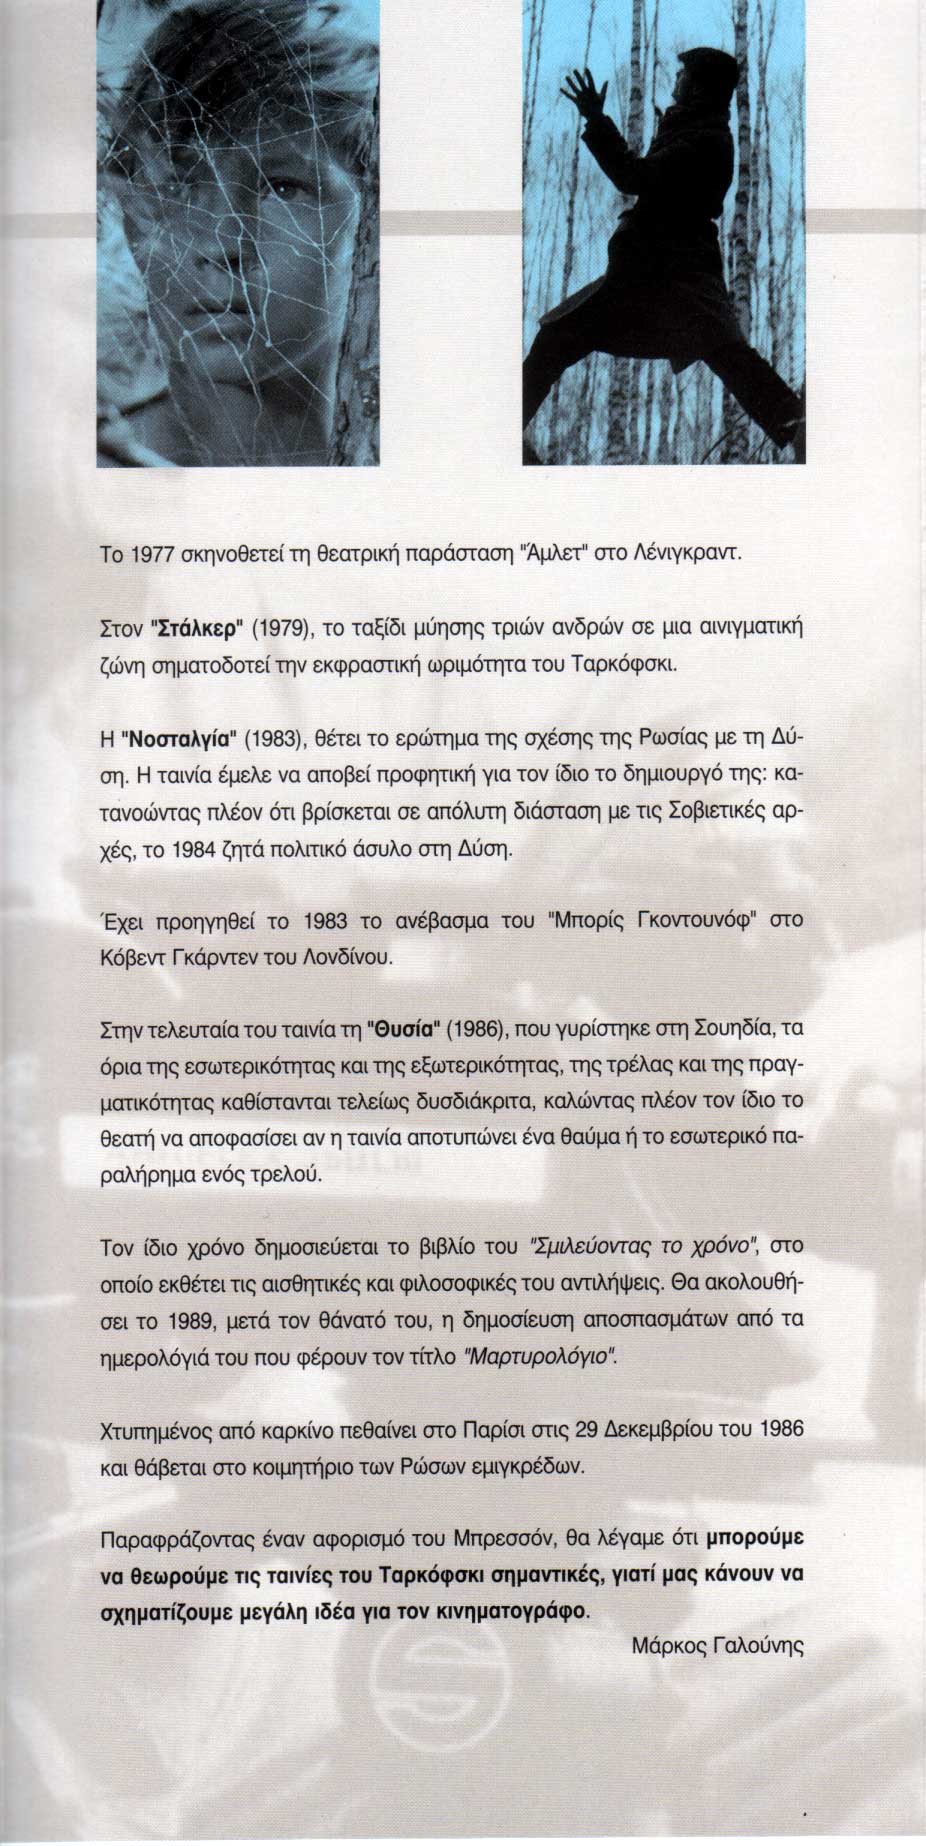 Το 1977 σκηνοθετεί τη θεατρική παράσταση "Άμλετ" στο Λένιγκραντ.
Στον "Στάλκερ" (1979), το ταξίδι μύησης τριών ανδρών σε μια αινιγματική
ζώνη σηματοδοτεί την εκφραστική ωριμότητα του Ταρκόφσκι.
Η "Νοσταλγία" (1983), θέτει το ερώτημα της σχέσης της Ρωσίας με τη Δύ-
ση. Η ταινία έμελε να αποβεί προφητική για τον ίδιο το δημιουργό της: κα-
τανοώντας πλέον ότι βρίσκεται σε απόλυτη διάσταση με τις Σοβιετικές αρ-
χές, το 1984 ζητά πολιτικό άσυλο στη Δύση.
Έχει προηγηθεί το 1983 το ανέβασμα του "Μπορίς Γκοντουνόφ" στο
Κόβεντ Γκάρντεν του Λονδίνου.
Στην τελευταία του ταινία τη "Θυσία" (1986), που γυρίστηκε στη Σουηδία, τα
όρια της εσωτερικότητας και της εξωτερικότητας, της τρέλας και της πραγ-
ματικότητας καθίστανται τελείως δυσδιάκριτα, καλώντας πλέον τον ίδιο το
θεατή να αποφασίσει αν η ταινία αποτυπώνει ένα θαύμα ή το εσωτερικό πα-
ραλήρημα ενός τρελού.
Τον ίδιο χρόνο δημοσιεύεται το βιβλίο του "Σμιλεύοντας το χρόνο", στο
οποίο εκθέτει τις αισθητικές και φιλοσοφικές του αντιλήψεις. Θα ακολουθή-
σει το 1989, μετά τον θάνατό του, η δημοσίευση αποσπασμάτων από τα
ημερολόγιά του που φέρουν τον τίτλο "Μαρτυρολόγιο".
Χτυπημένος από καρκίνο πεθαίνει στο Παρίσι στις 29 Δεκεμβρίου του 1986
και θάβεται στο κοιμητήριο των Ρώσων εμιγκρέδων.
Παραφράζοντας έναν αφορισμό του Μπρεσσόν, θα λέγαμε ότι μπορούμε
να θεωρούμε τις ταινίες του Ταρκόφσκι σημαντικές, γιατί μας κάνουν να
σχηματίζουμε μεγάλη ιδέα για τον κινηματογράφο.
Μάρκος Γαλούνης